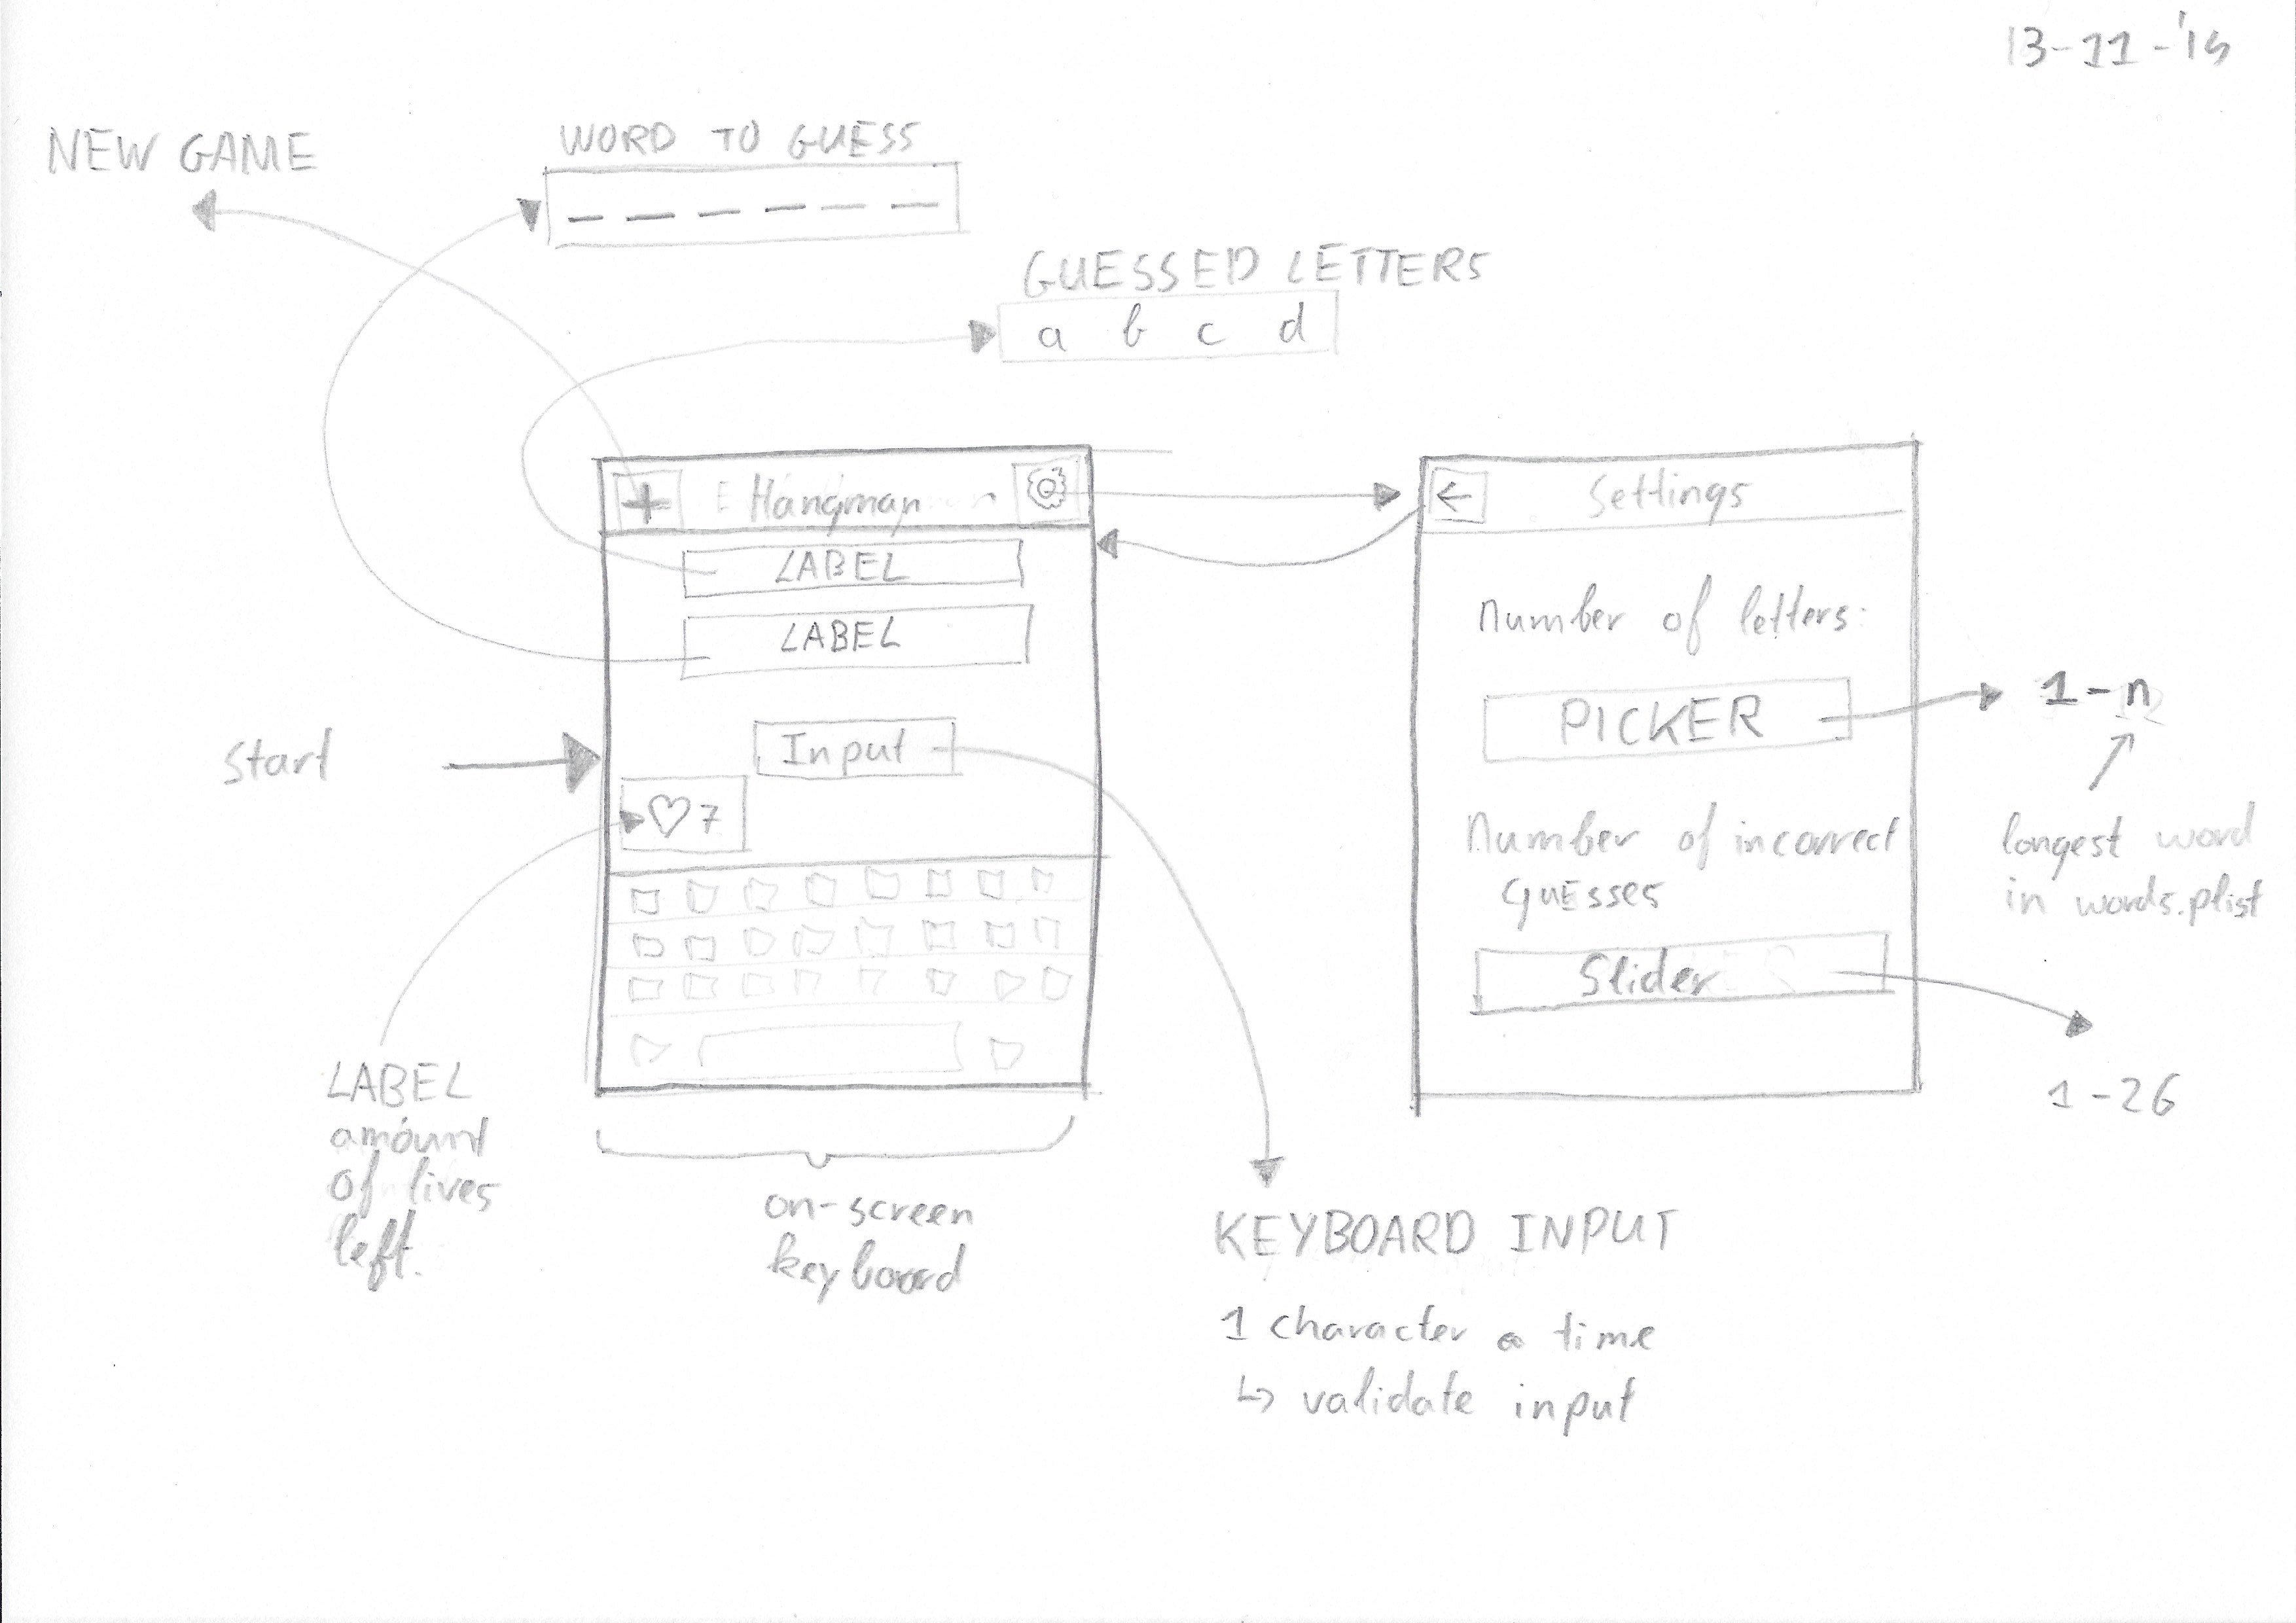 13-11-'15
NEW GAME
WORD TO GUESS
GUESSED LETTERS
a b c d
+ Hangman
LABEL
LABEL
Start
Input
7
LABEL
amount
of lives
left.
on-screen
keyboard
KEYBOARD INPUT
1 character a time
↳ validate input
← Settings
Number of letters:
PICKER
1-n
longest word
in words.plist
Number of incorrect
guesses
Slider
1-26